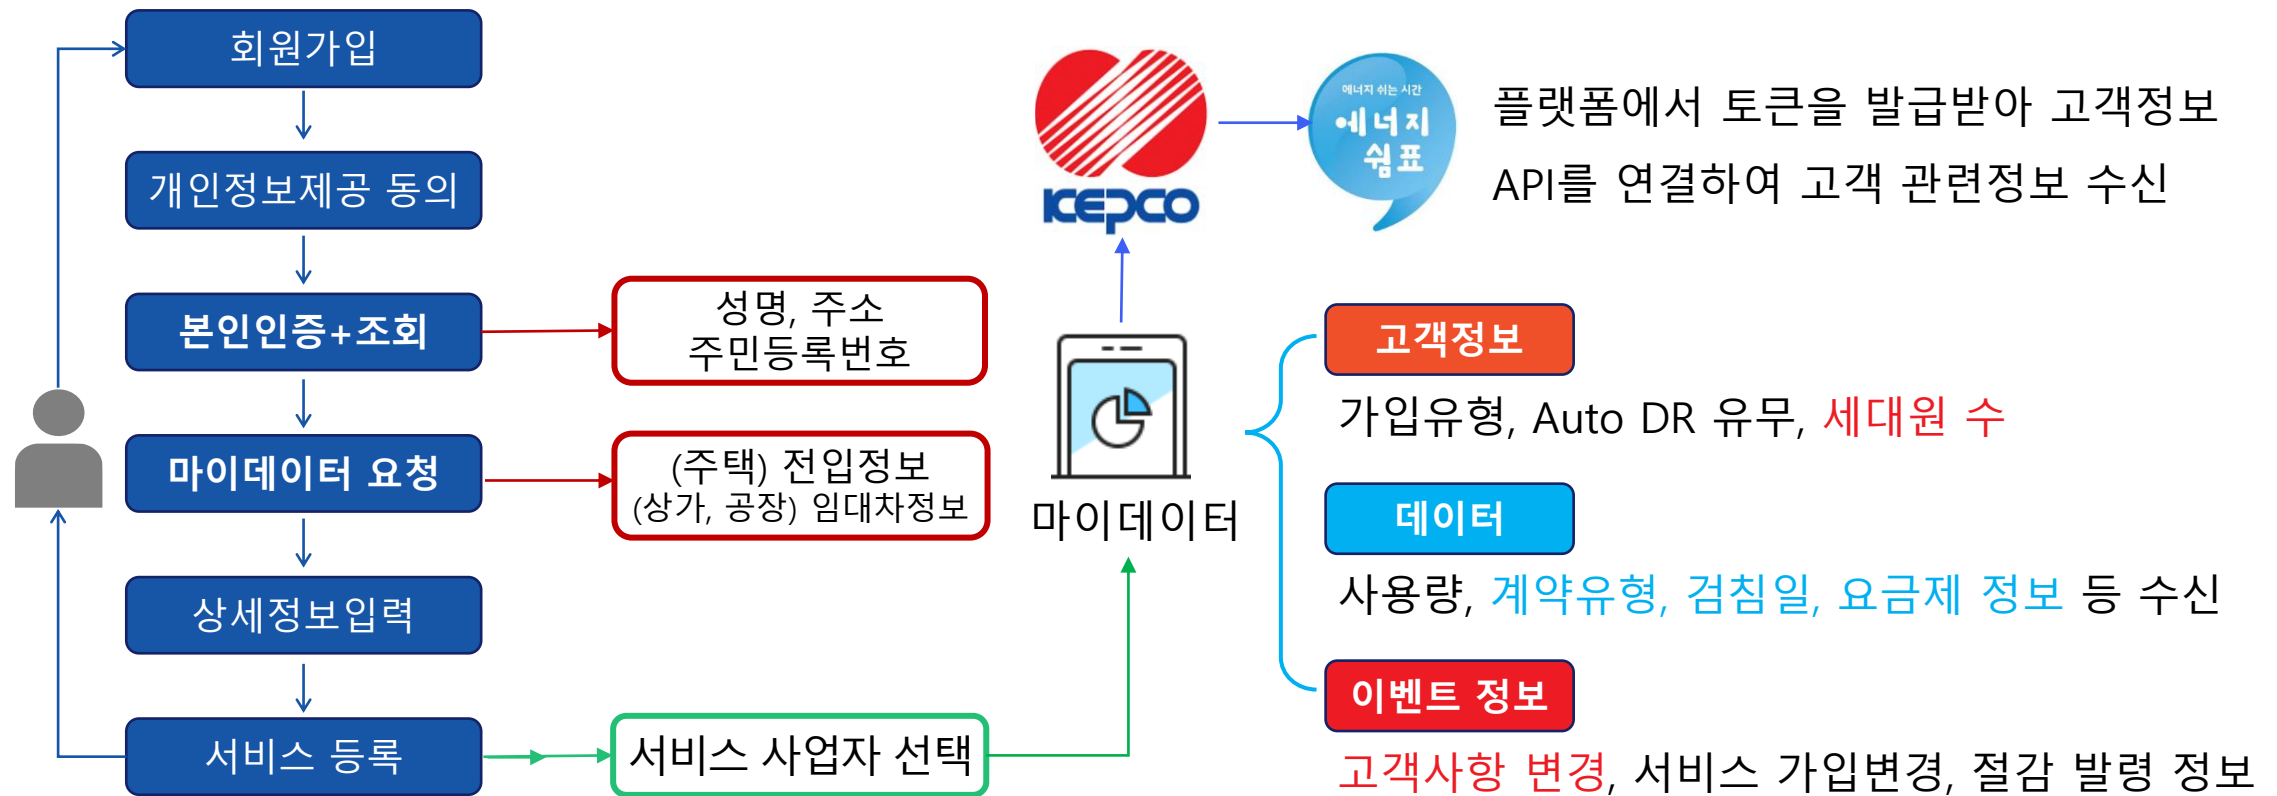 회원가입
개인정보제공 동의
본인인증+조회
마이데이터 요청
상세정보입력
서비스 등록
성명, 주소
주민등록번호
(주택) 전입정보
(상가, 공장) 임대차정보
서비스 사업자 선택
KEPCO
에너지 쉬는 시간
에너지
쉼표
플랫폼에서 토큰을 발급받아 고객정보
API를 연결하여 고객 관련정보 수신
마이데이터
고객정보
가입유형, Auto DR 유무, 세대원 수
데이터
사용량, 계약유형, 검침일, 요금제 정보 등 수신
이벤트 정보
고객사항 변경, 서비스 가입변경, 절감 발령 정보